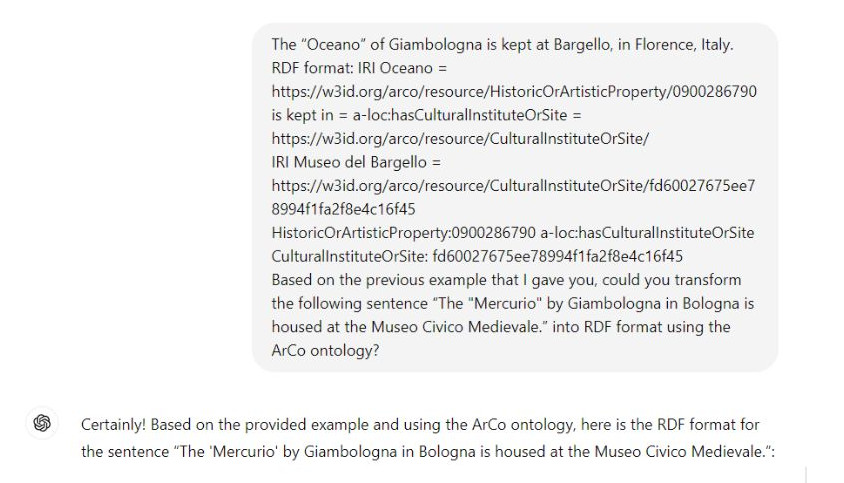 The “Oceano” of Giambologna is kept at Bargello, in Florence, Italy.
RDF format: IRI Oceano =
https://w3id.org/arco/resource/HistoricOrArtisticProperty/0900286790
is kept in = a-loc:hasCulturalInstituteOrSite =
https://w3id.org/arco/resource/CulturalInstituteOrSite/
IRI Museo del Bargello =
https://w3id.org/arco/resource/CulturalInstituteOrSite/fd60027675ee7
8994f1fa2f8e4c16f45
HistoricOrArtisticProperty:0900286790 a-loc:hasCulturalInstituteOrSite
CulturalInstituteOrSite: fd60027675ee78994f1fa2f8e4c16f45
Based on the previous example that I gave you, could you transform
the following sentence “The "Mercurio" by Giambologna in Bologna is
housed at the Museo Civico Medievale.” into RDF format using the
ArCo ontology?
Certainly! Based on the provided example and using the ArCo ontology, here is the RDF format for
the sentence “The 'Mercurio' by Giambologna in Bologna is housed at the Museo Civico Medievale.”: